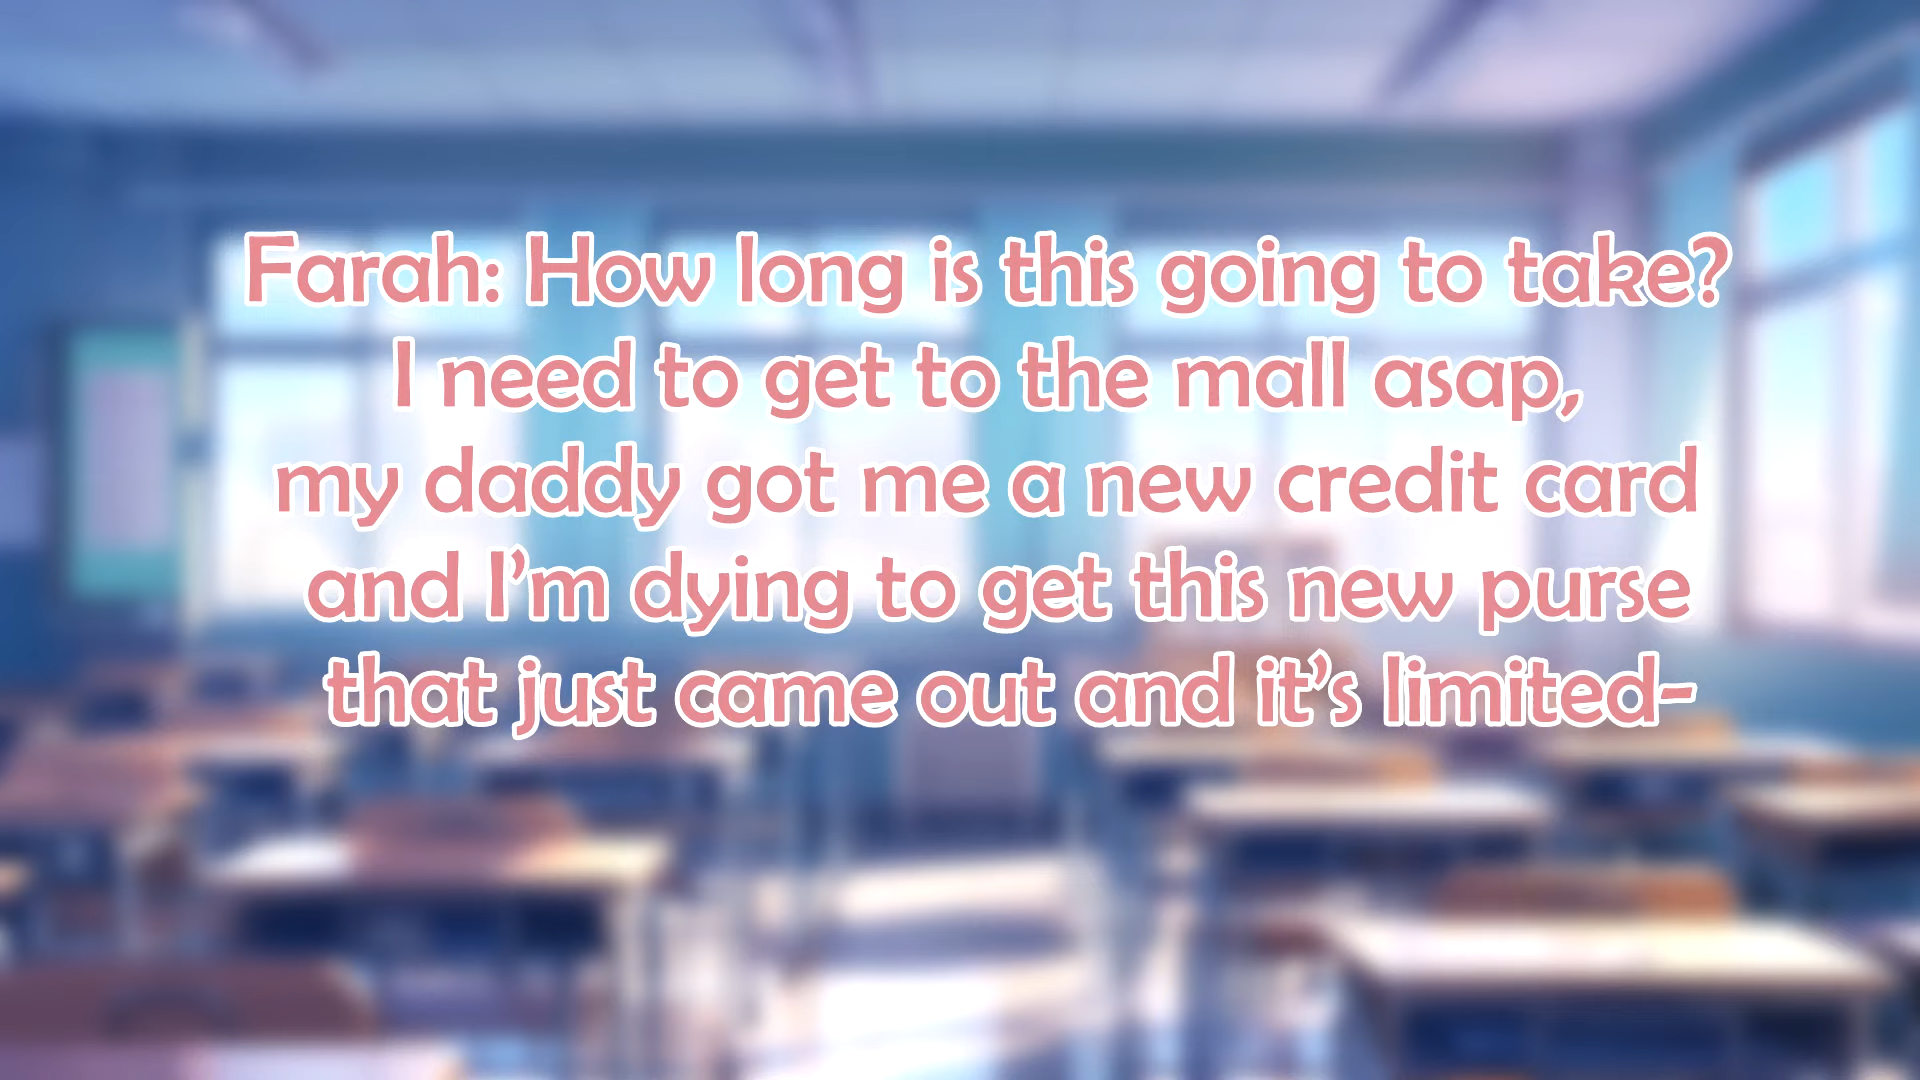 Farah: How long is this going to take?
I need to get to the mall asap,
my daddy got me a new credit card
and I’m dying to get this new purse
that just came out and it’s limited-